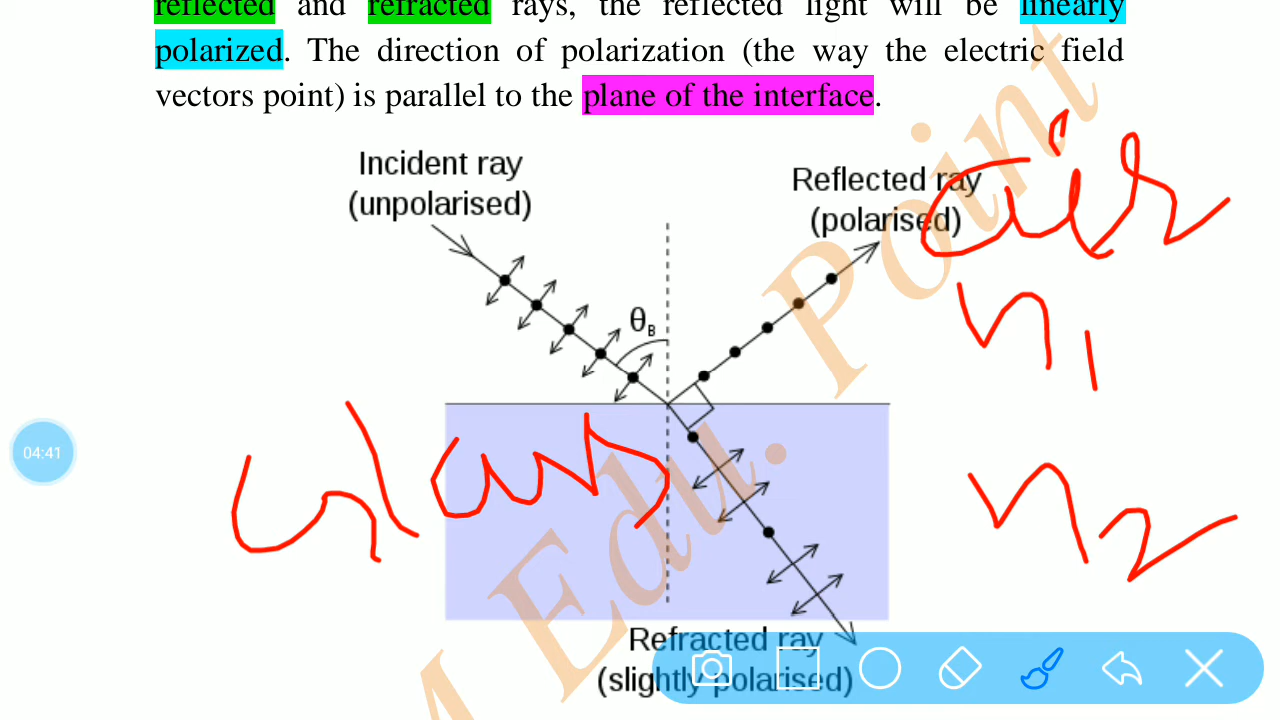 reflected and refracted rays, the reflected light will be linearly
polarized. The direction of polarization (the way the electric field
vectors point) is parallel to the plane of the interface.
Incident ray
(unpolarised)
Reflected ray
(polarised)
air
θB
n1
glass
n2
04:41
Refracted ray
(slightly polarised)
M Edu. Point